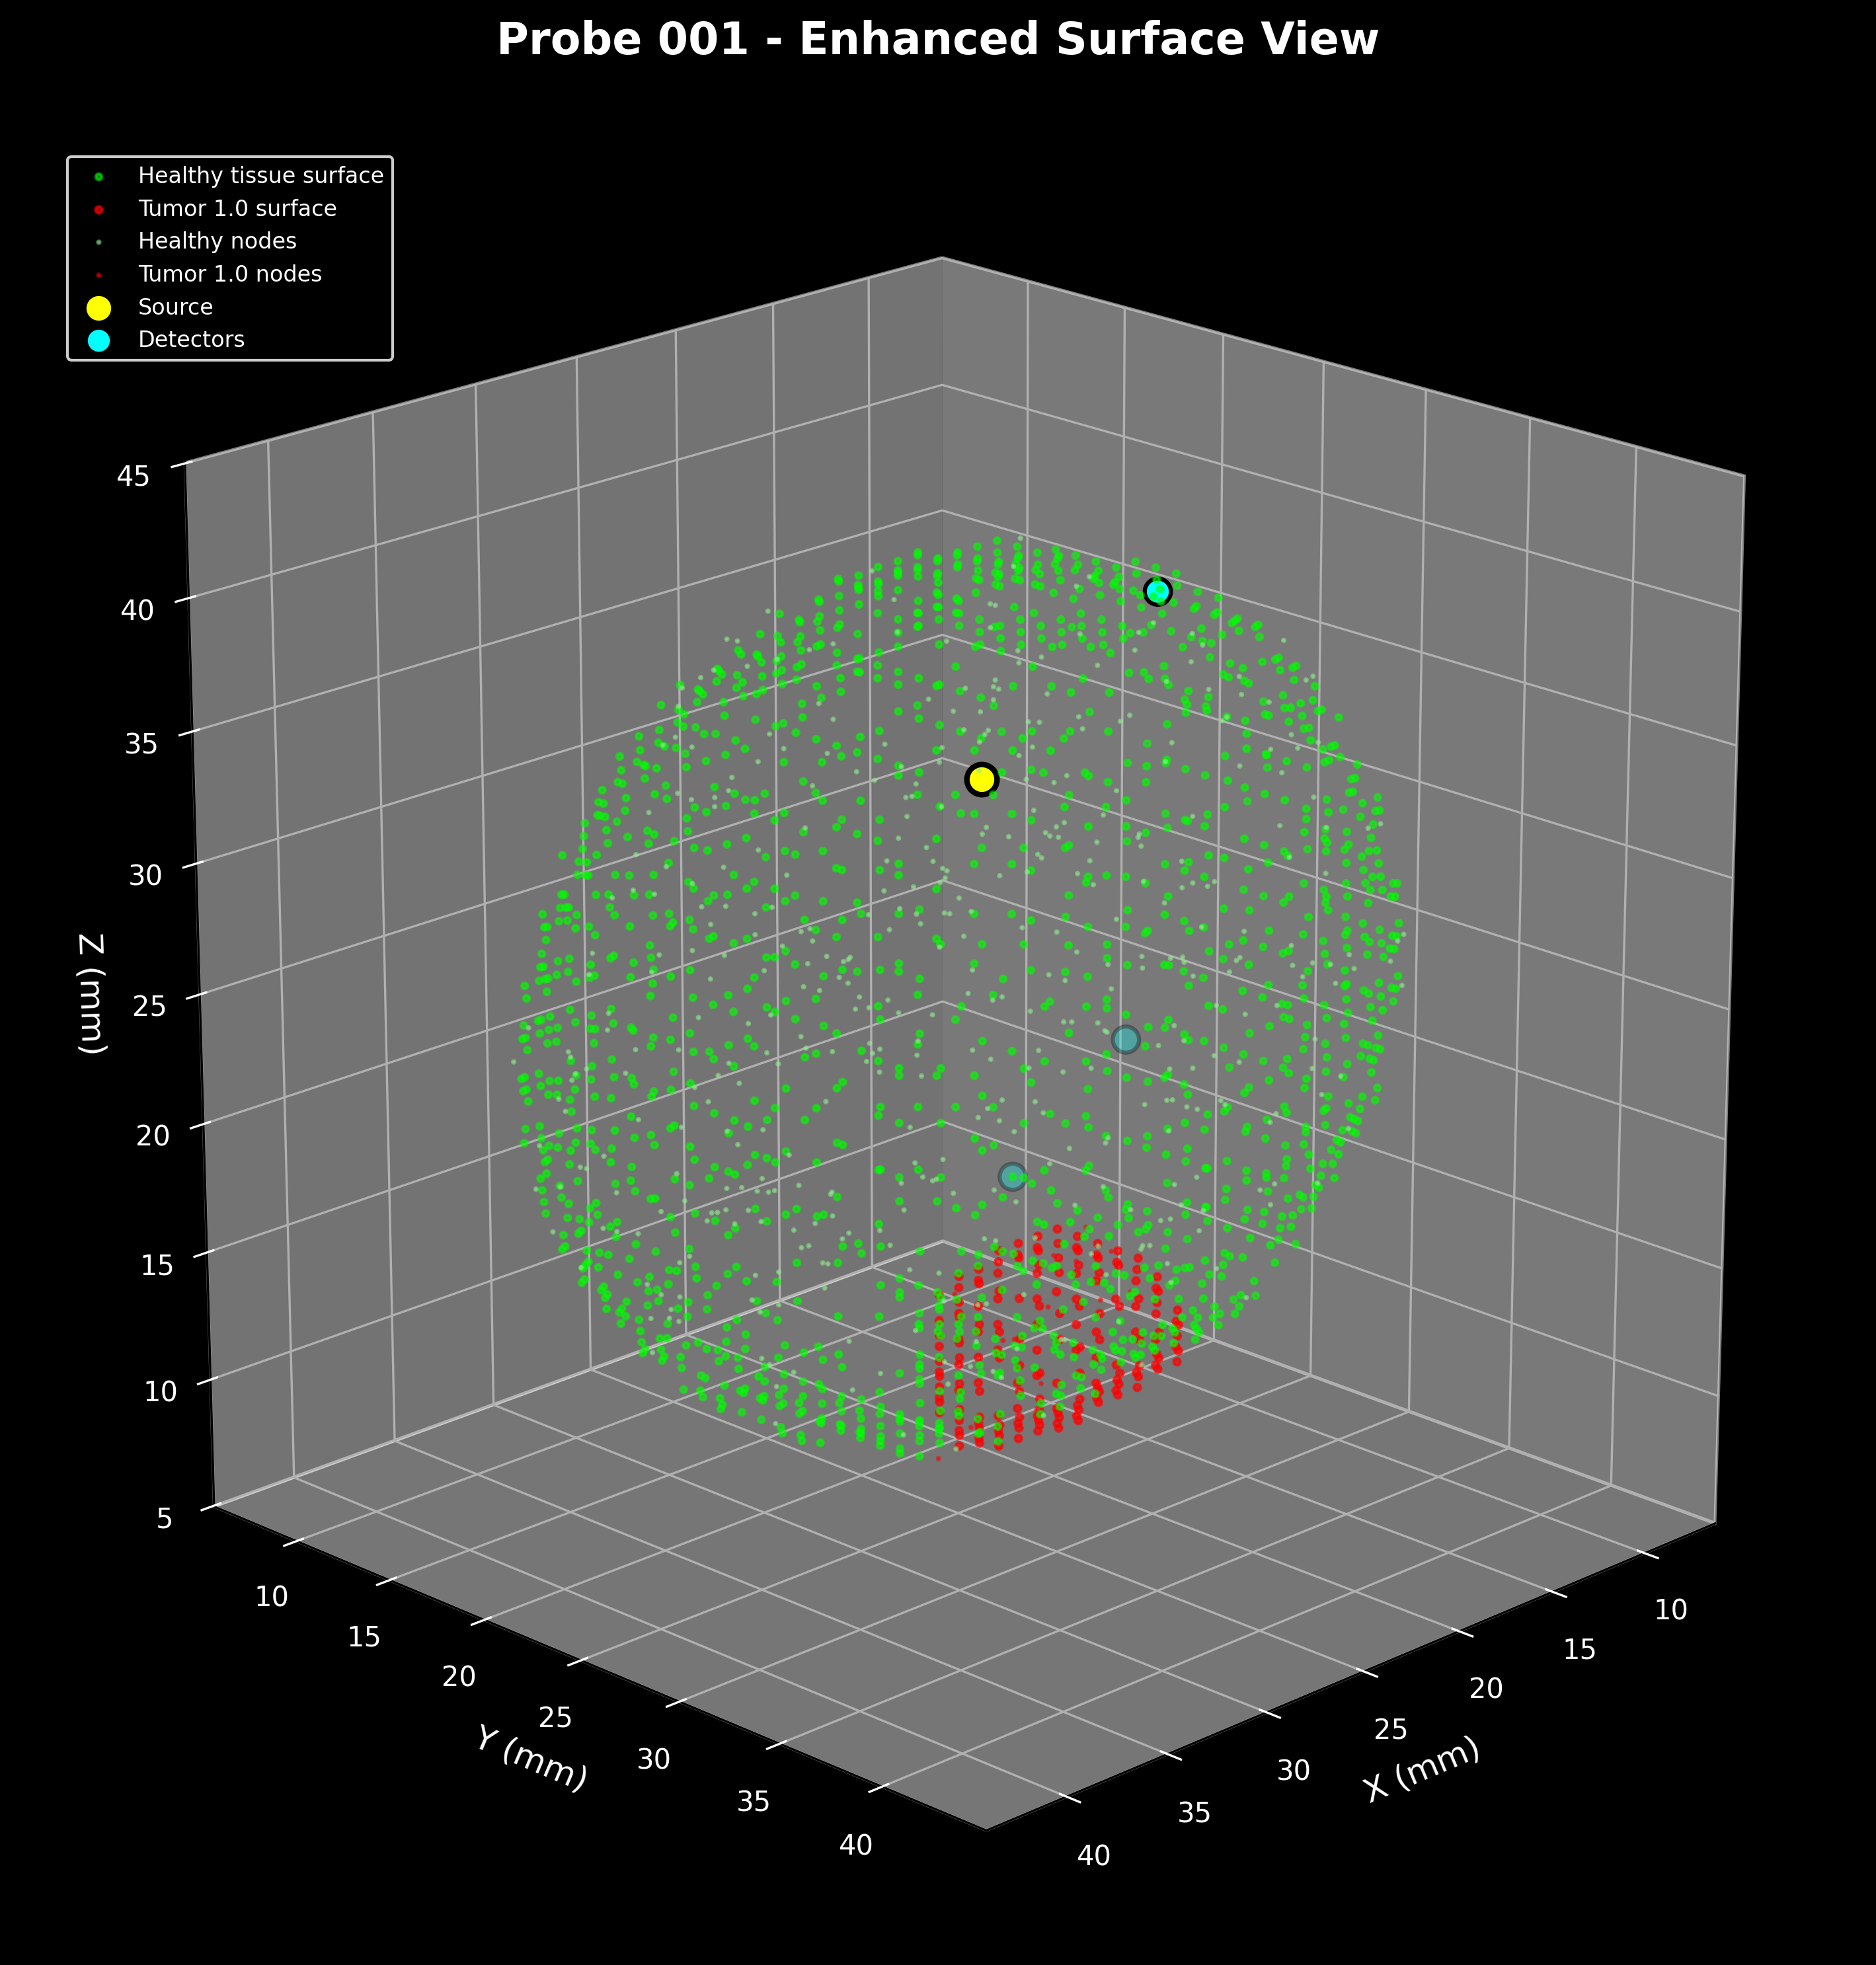 Probe 001 - Enhanced Surface View
Healthy tissue surface
Tumor 1.0 surface
Healthy nodes
Tumor 1.0 nodes
Source
Detectors
45
40
35
30
25
20
15
10
5
Z (mm)
10
15
20
25
30
35
40
Y (mm)
10
15
20
25
30
35
40
X (mm)